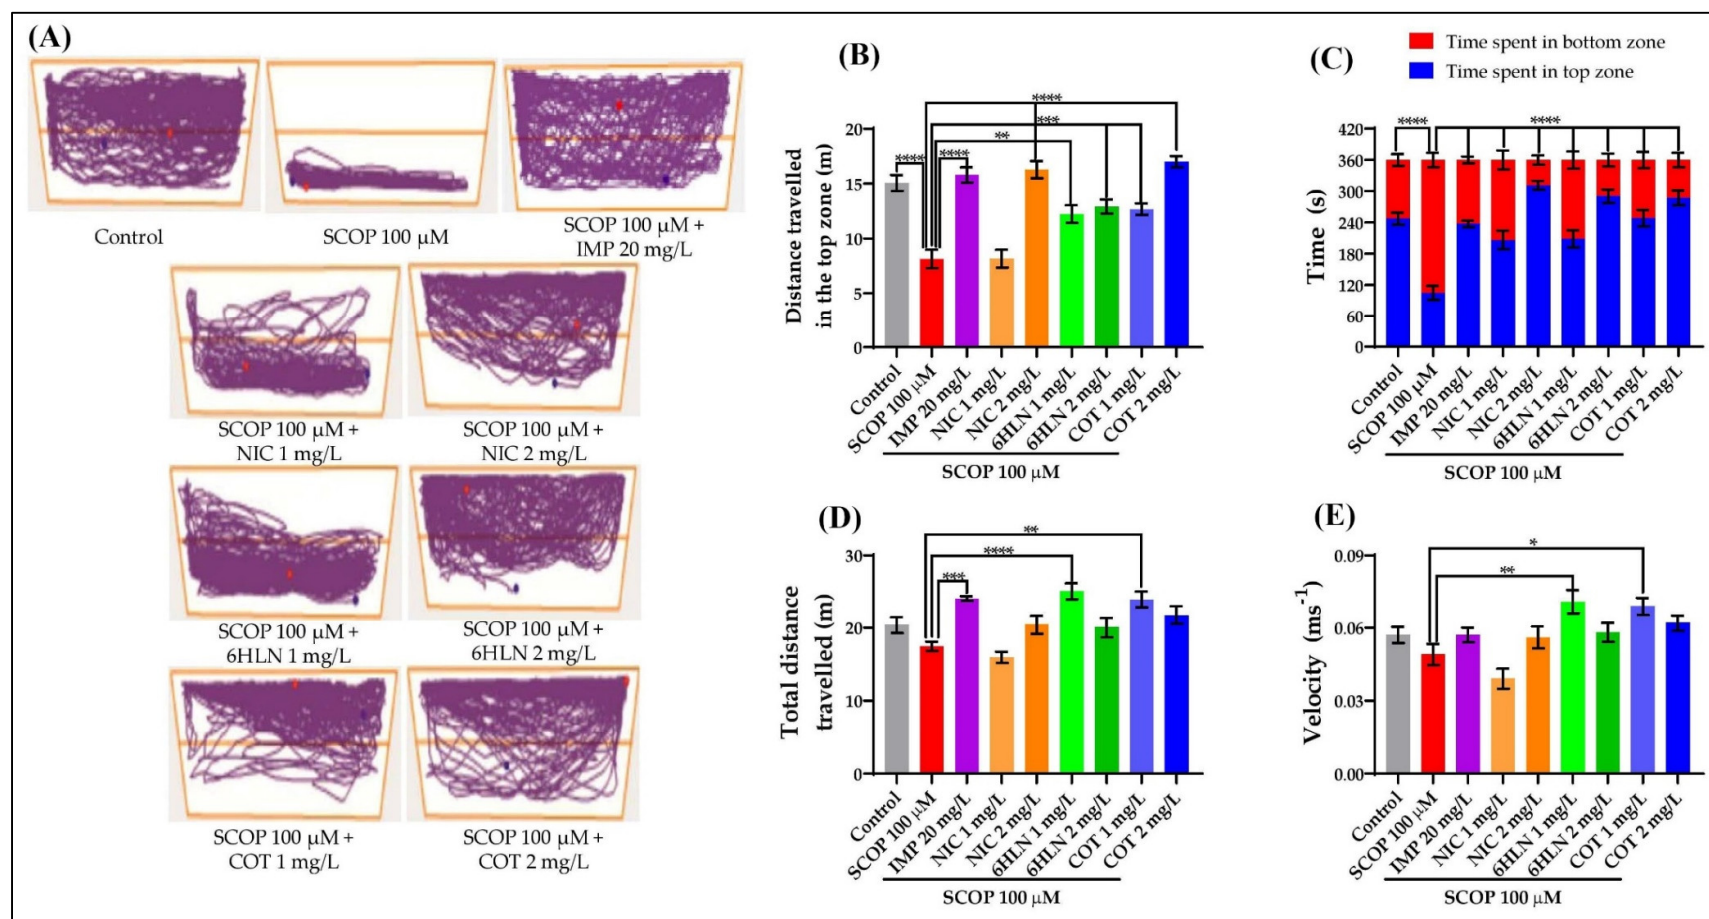 (A)
Control
SCOP 100 µM
SCOP 100 µM +
IMP 20 mg/L
SCOP 100 µM +
NIC 1 mg/L
SCOP 100 µM +
NIC 2 mg/L
SCOP 100 µM +
6HLN 1 mg/L
SCOP 100 µM +
6HLN 2 mg/L
SCOP 100 µM +
COT 1 mg/L
SCOP 100 µM +
COT 2 mg/L
(B)
Distance travelled
in the top zone (m)
20
15
10
5
0
****
***
**
****
****
Control
SCOP 100 µM
IMP 20 mg/L
NIC 1 mg/L
NIC 2 mg/L
6HLN 1 mg/L
6HLN 2 mg/L
COT 1 mg/L
COT 2 mg/L
SCOP 100 µM
(C)
Time spent in bottom zone
Time spent in top zone
Time (s)
420
360
300
240
180
120
60
0
****
****
Control
SCOP 100 µM
IMP 20 mg/L
NIC 1 mg/L
NIC 2 mg/L
6HLN 1 mg/L
6HLN 2 mg/L
COT 1 mg/L
COT 2 mg/L
SCOP 100 µM
(D)
Total distance
travelled (m)
30
20
10
0
**
****
***
Control
SCOP 100 µM
IMP 20 mg/L
NIC 1 mg/L
NIC 2 mg/L
6HLN 1 mg/L
6HLN 2 mg/L
COT 1 mg/L
COT 2 mg/L
SCOP 100 µM
(E)
Velocity (ms⁻¹)
0.09
0.06
0.03
0.00
*
**
Control
SCOP 100 µM
IMP 20 mg/L
NIC 1 mg/L
NIC 2 mg/L
6HLN 1 mg/L
6HLN 2 mg/L
COT 1 mg/L
COT 2 mg/L
SCOP 100 µM